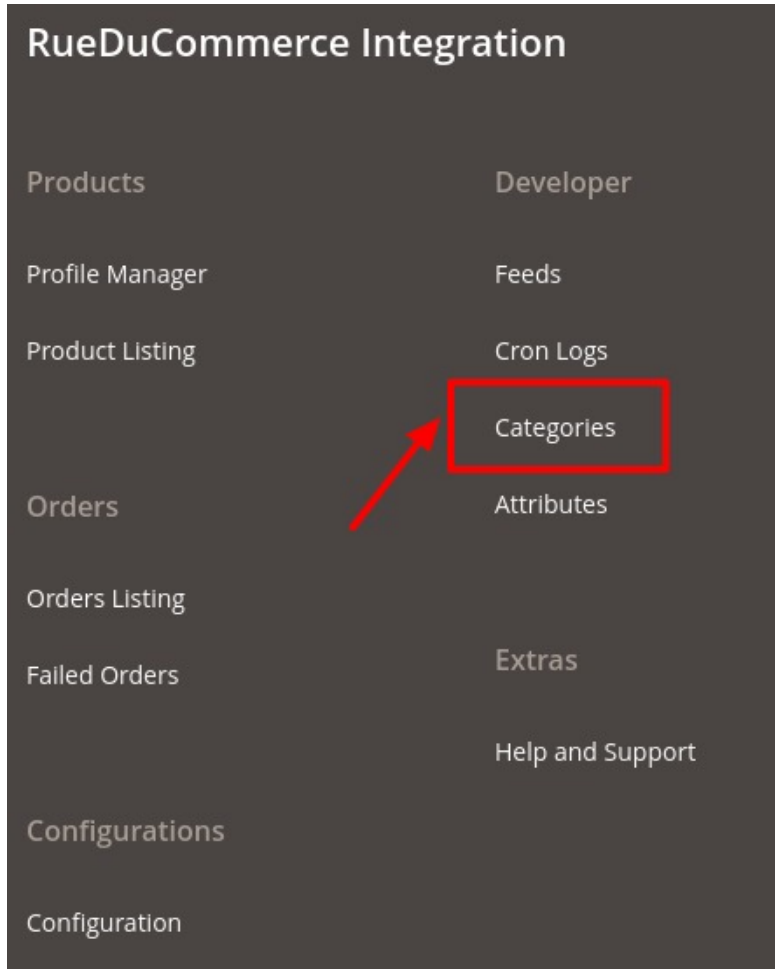 RueDuCommerce Integration
Products
Profile Manager
Product Listing
Orders
Orders Listing
Failed Orders
Configurations
Configuration
Developer
Feeds
Cron Logs
Categories
Attributes
Extras
Help and Support